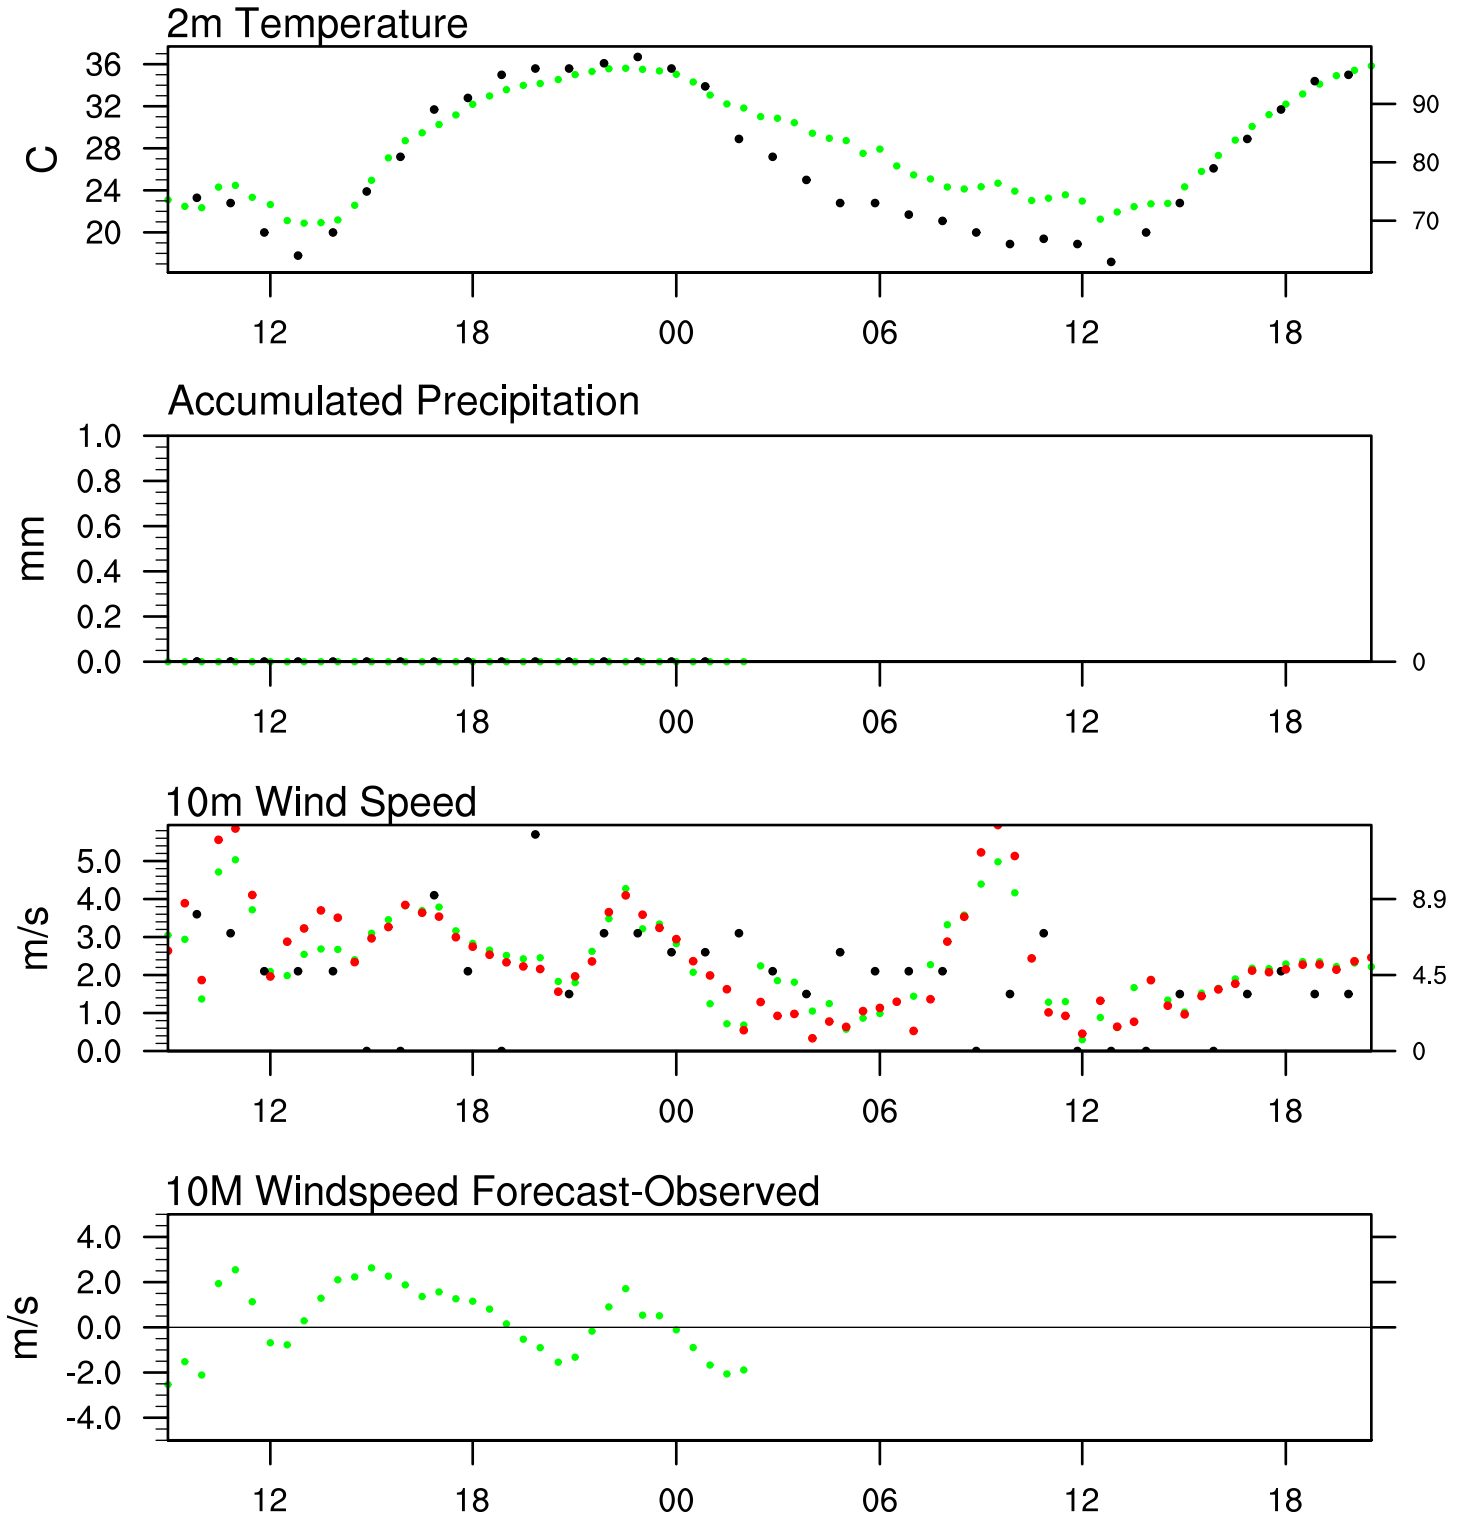 2m Temperature
36
32
28
24
20
C
90
80
70
12 18 00 06 12 18
Accumulated Precipitation
1.0
0.8
0.6
0.4
0.2
0.0
mm
0
12 18 00 06 12 18
10m Wind Speed
5.0
4.0
3.0
2.0
1.0
0.0
m/s
8.9
4.5
0
12 18 00 06 12 18
10M Windspeed Forecast-Observed
4.0
2.0
0.0
-2.0
-4.0
m/s
12 18 00 06 12 18